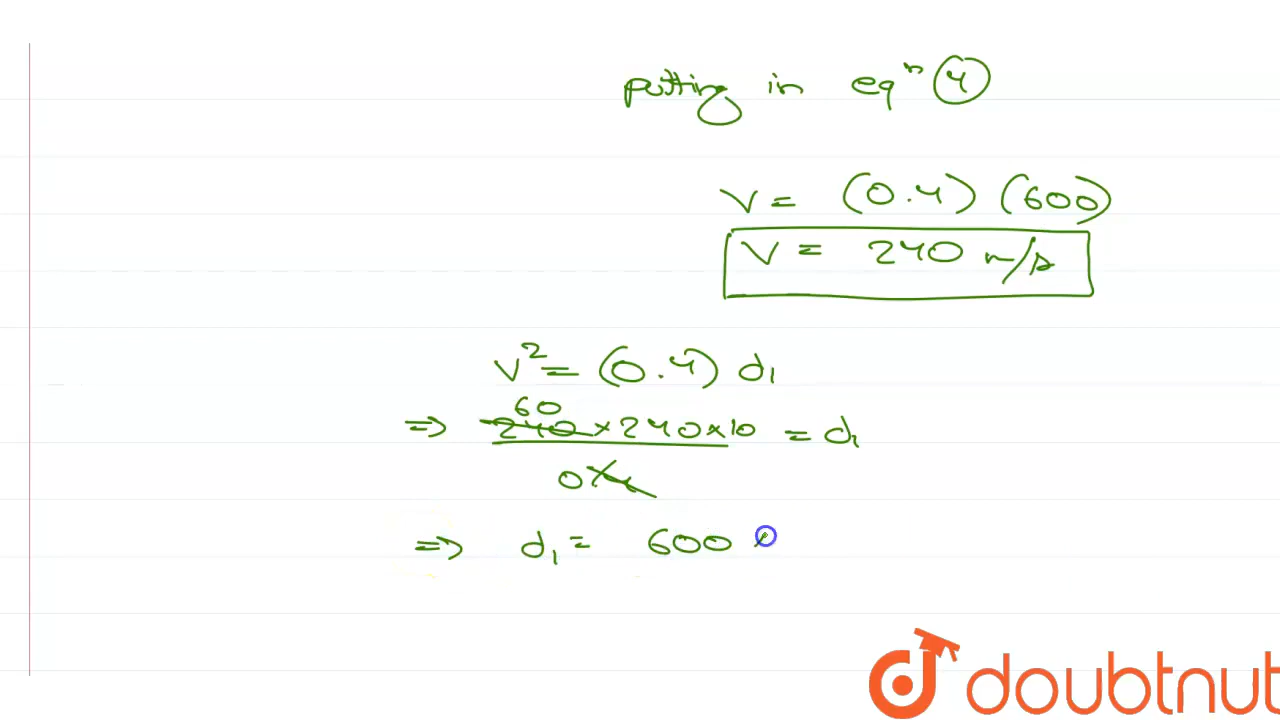 putting in eqⁿ (4)
V = (0.4) (600)
V = 240 m/s
V² = (0.4) d₁
60
⇒ 240 × 240 × 10 = d₁
0.4
⇒ d₁ = 600 ×
doubtnut